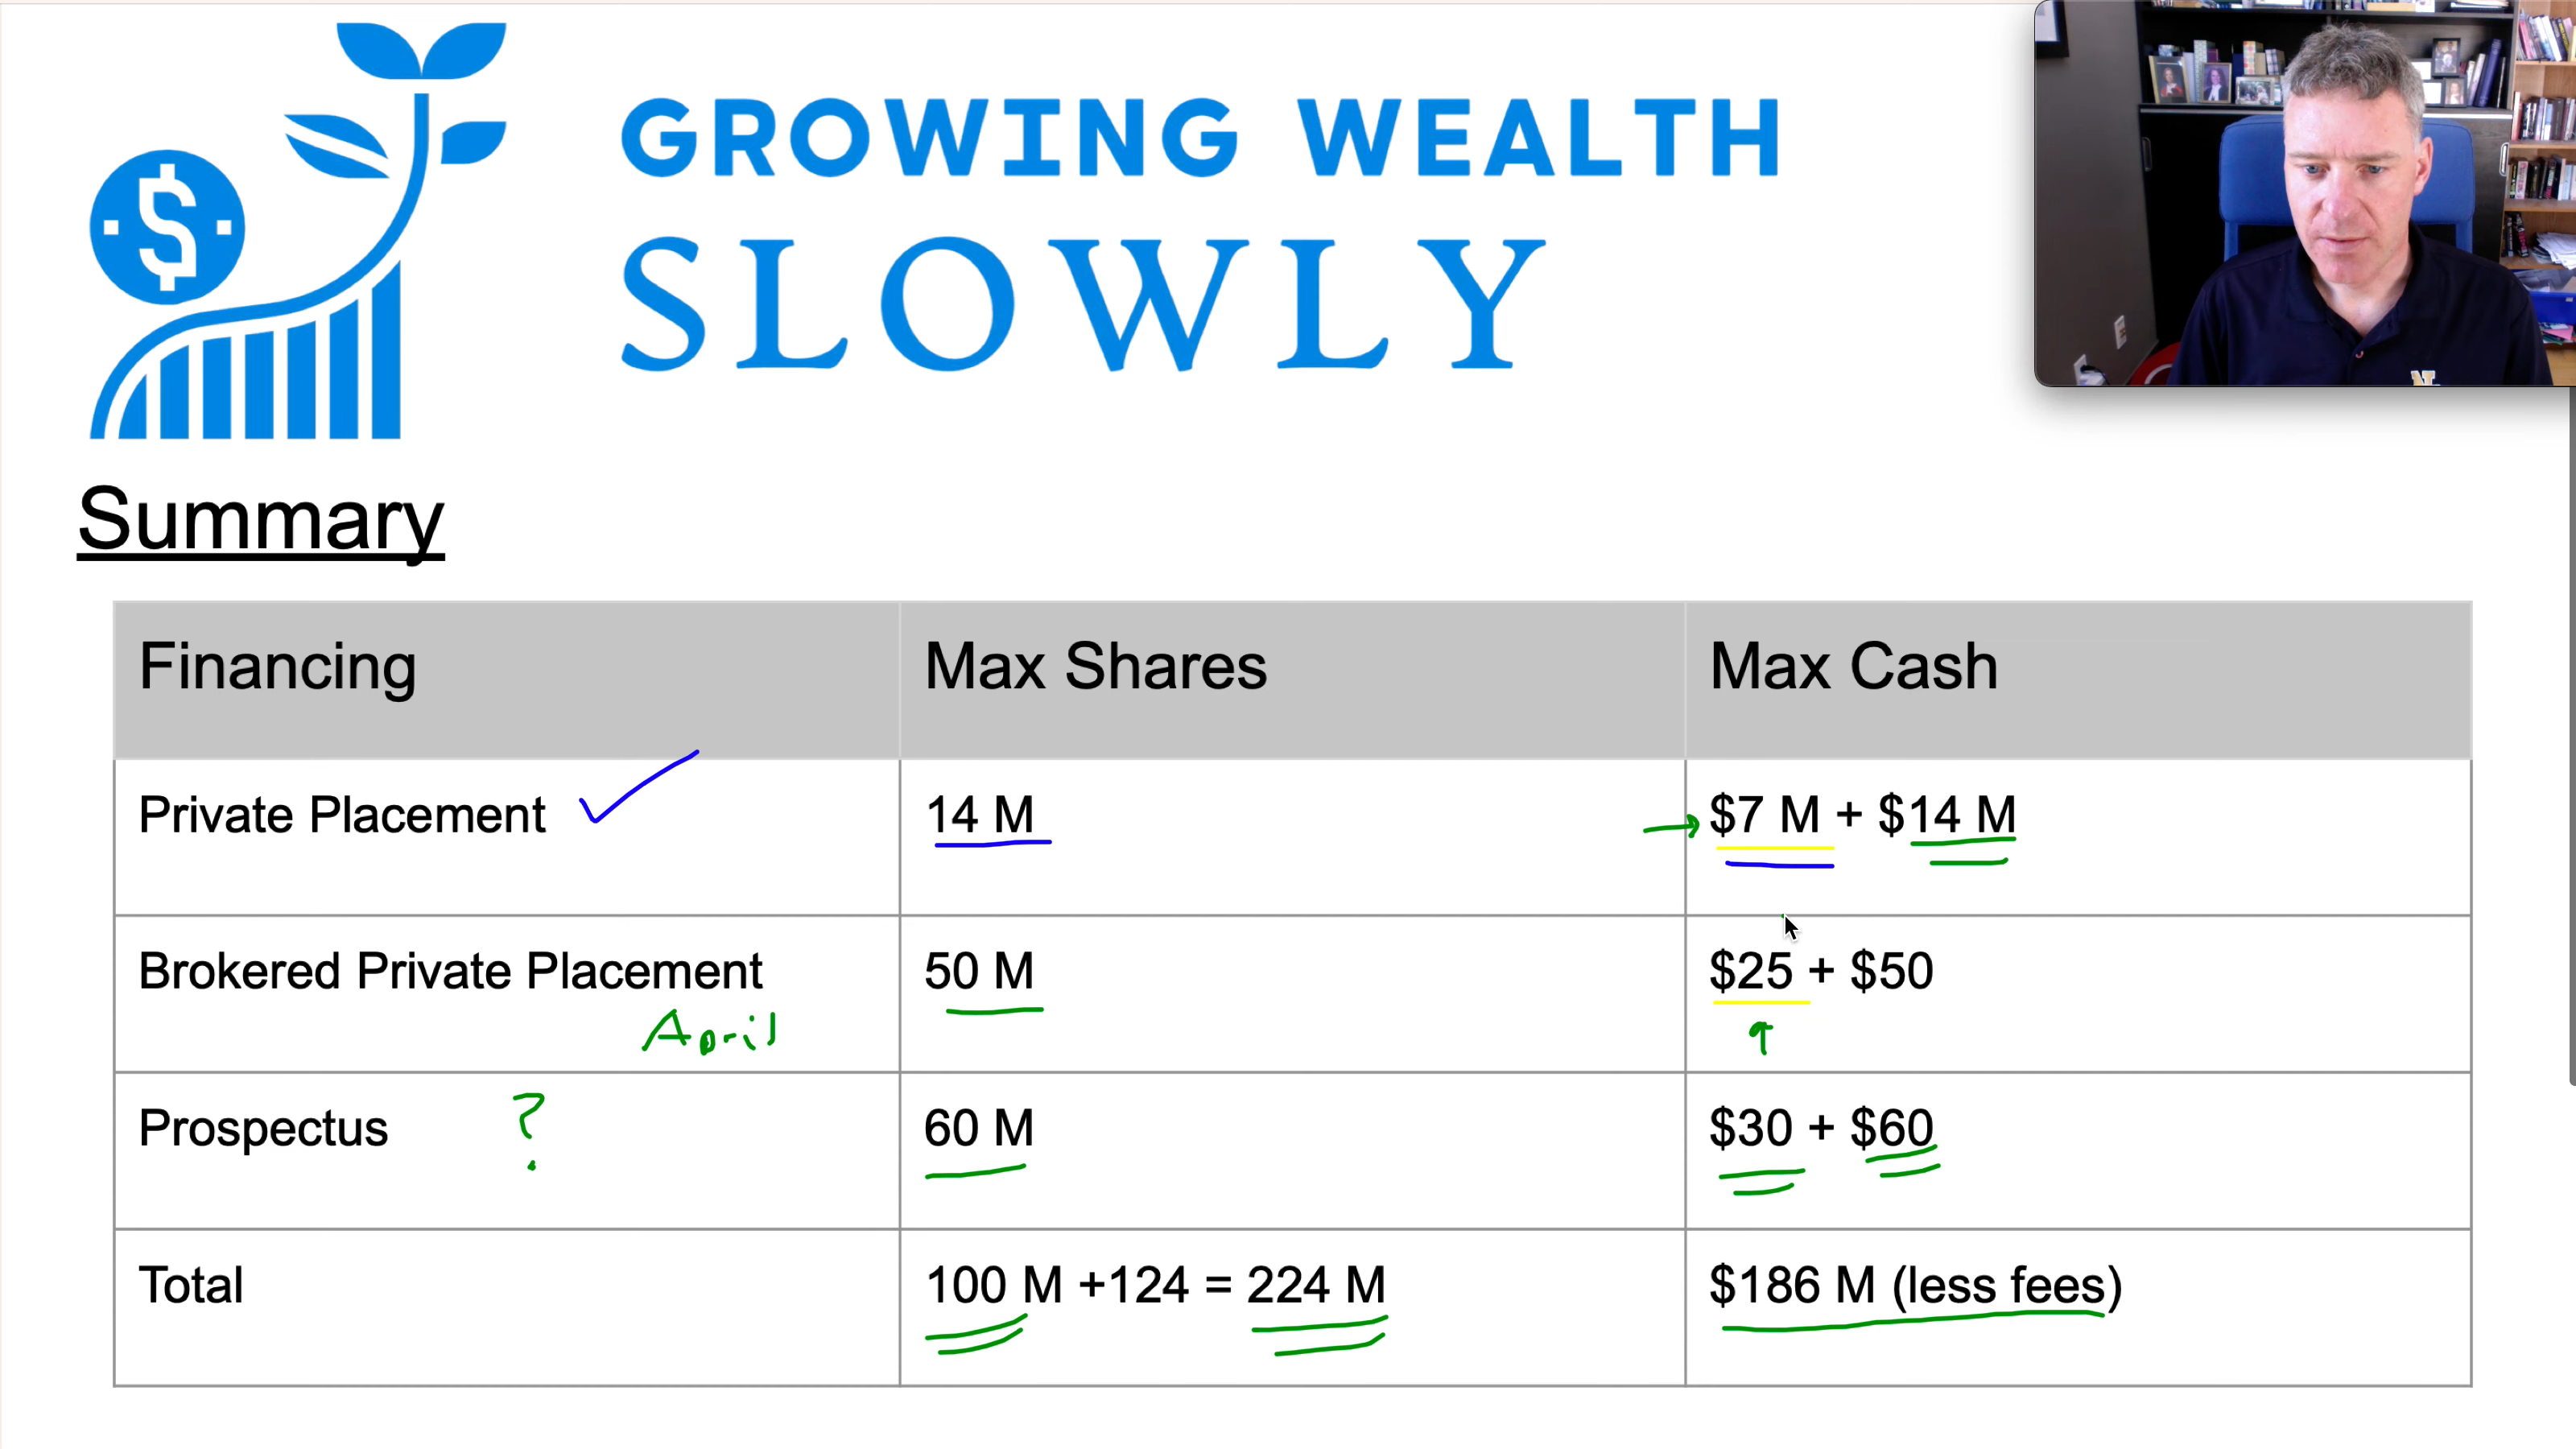 GROWING WEALTH
SLOWLY
Summary
Financing Max Shares Max Cash
Private Placement 14 M $7 M + $14 M
Brokered Private Placement 50 M $25 + $50
April
Prospectus ? 60 M $30 + $60
Total 100 M +124 = 224 M $186 M (less fees)